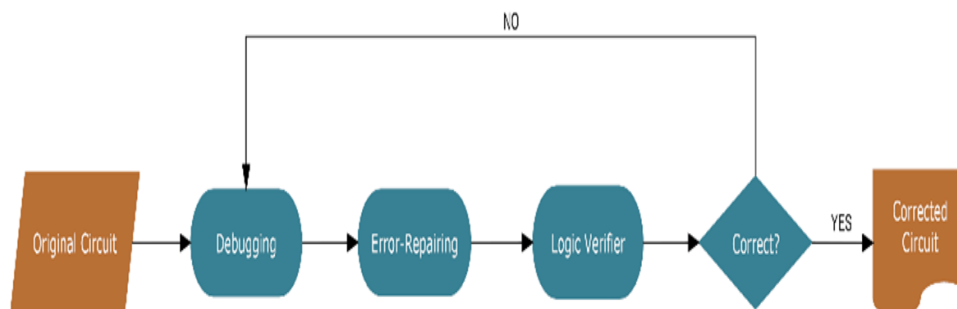 NO
Original Circuit
Debugging
Error-Repairing
Logic Verifier
Correct?
YES
Corrected
Circuit